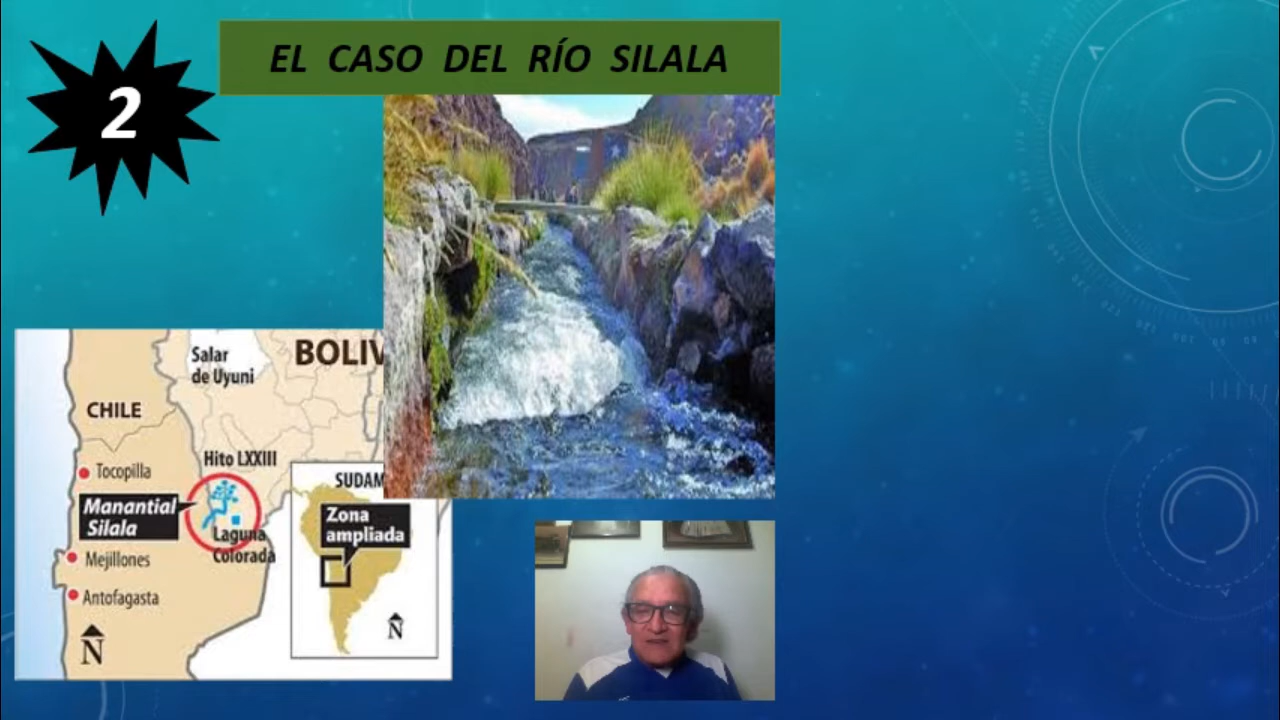 2
EL CASO DEL RÍO SILALA
Salar
de Uyuni
BOLIV
CHILE
Hito LXXIII
Tocopilla
Manantial
Silala
Laguna
Colorada
Mejillones
Antofagasta
N
SUDAM
Zona
ampliada
N